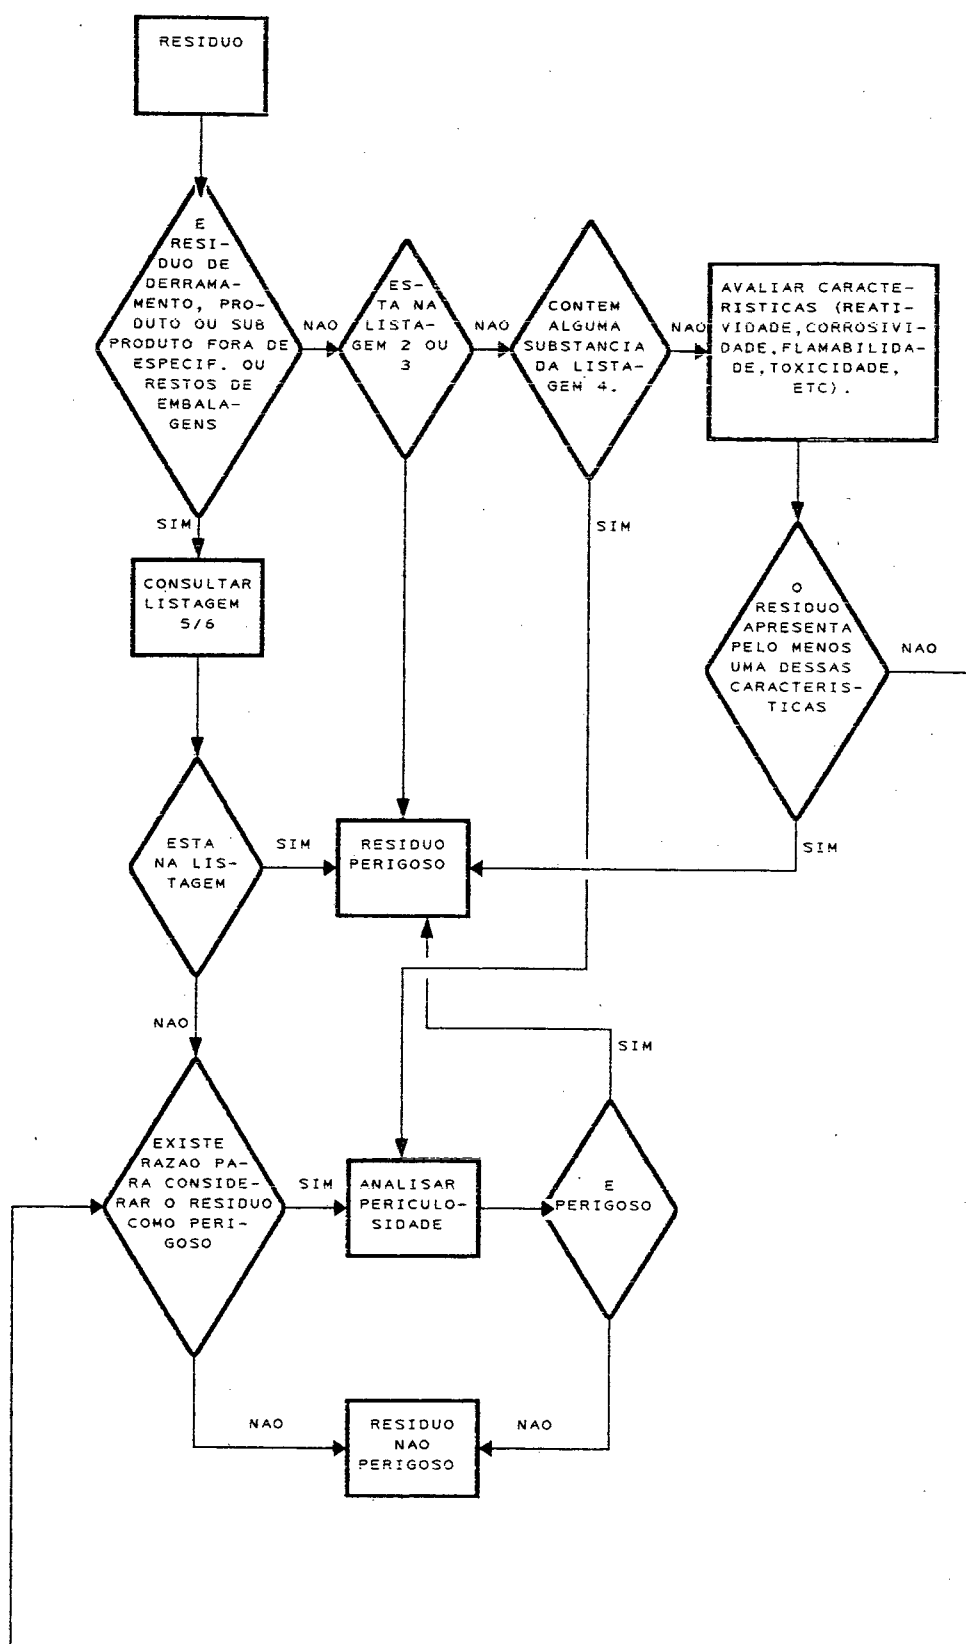 RESIDUO
E
RESI-
DUO DE
DERRAMA-
MENTO, PRO-
DUTO OU SUB
PRODUTO FORA DE
ESPECIF. OU
RESTOS DE
EMBALA-
GENS
NAO
ES-
TA NA
LISTA-
GEM 2 OU
3
NAO
CONTEM
ALGUMA
SUBSTANCIA
DA LISTA-
GEM 4.
NAO
AVALIAR CARACTE-
RISTICAS (REATI-
VIDADE,CORROSIVI-
DADE,FLAMABILIDA-
DE,TOXICIDADE,
ETC).
SIM
SIM
CONSULTAR
LISTAGEM
5/6
O
RESIDUO
APRESENTA
PELO MENOS
UMA DESSAS
CARACTERIS-
TICAS
NAO
SIM
ESTA
NA LIS-
TAGEM
SIM
RESIDUO
PERIGOSO
NAO
SIM
EXISTE
RAZAO PA-
RA CONSIDE-
RAR O RESIDUO
COMO PERI-
GOSO
SIM
ANALISAR
PERICULO-
SIDADE
E
PERIGOSO
NAO
RESIDUO
NAO
PERIGOSO
NAO